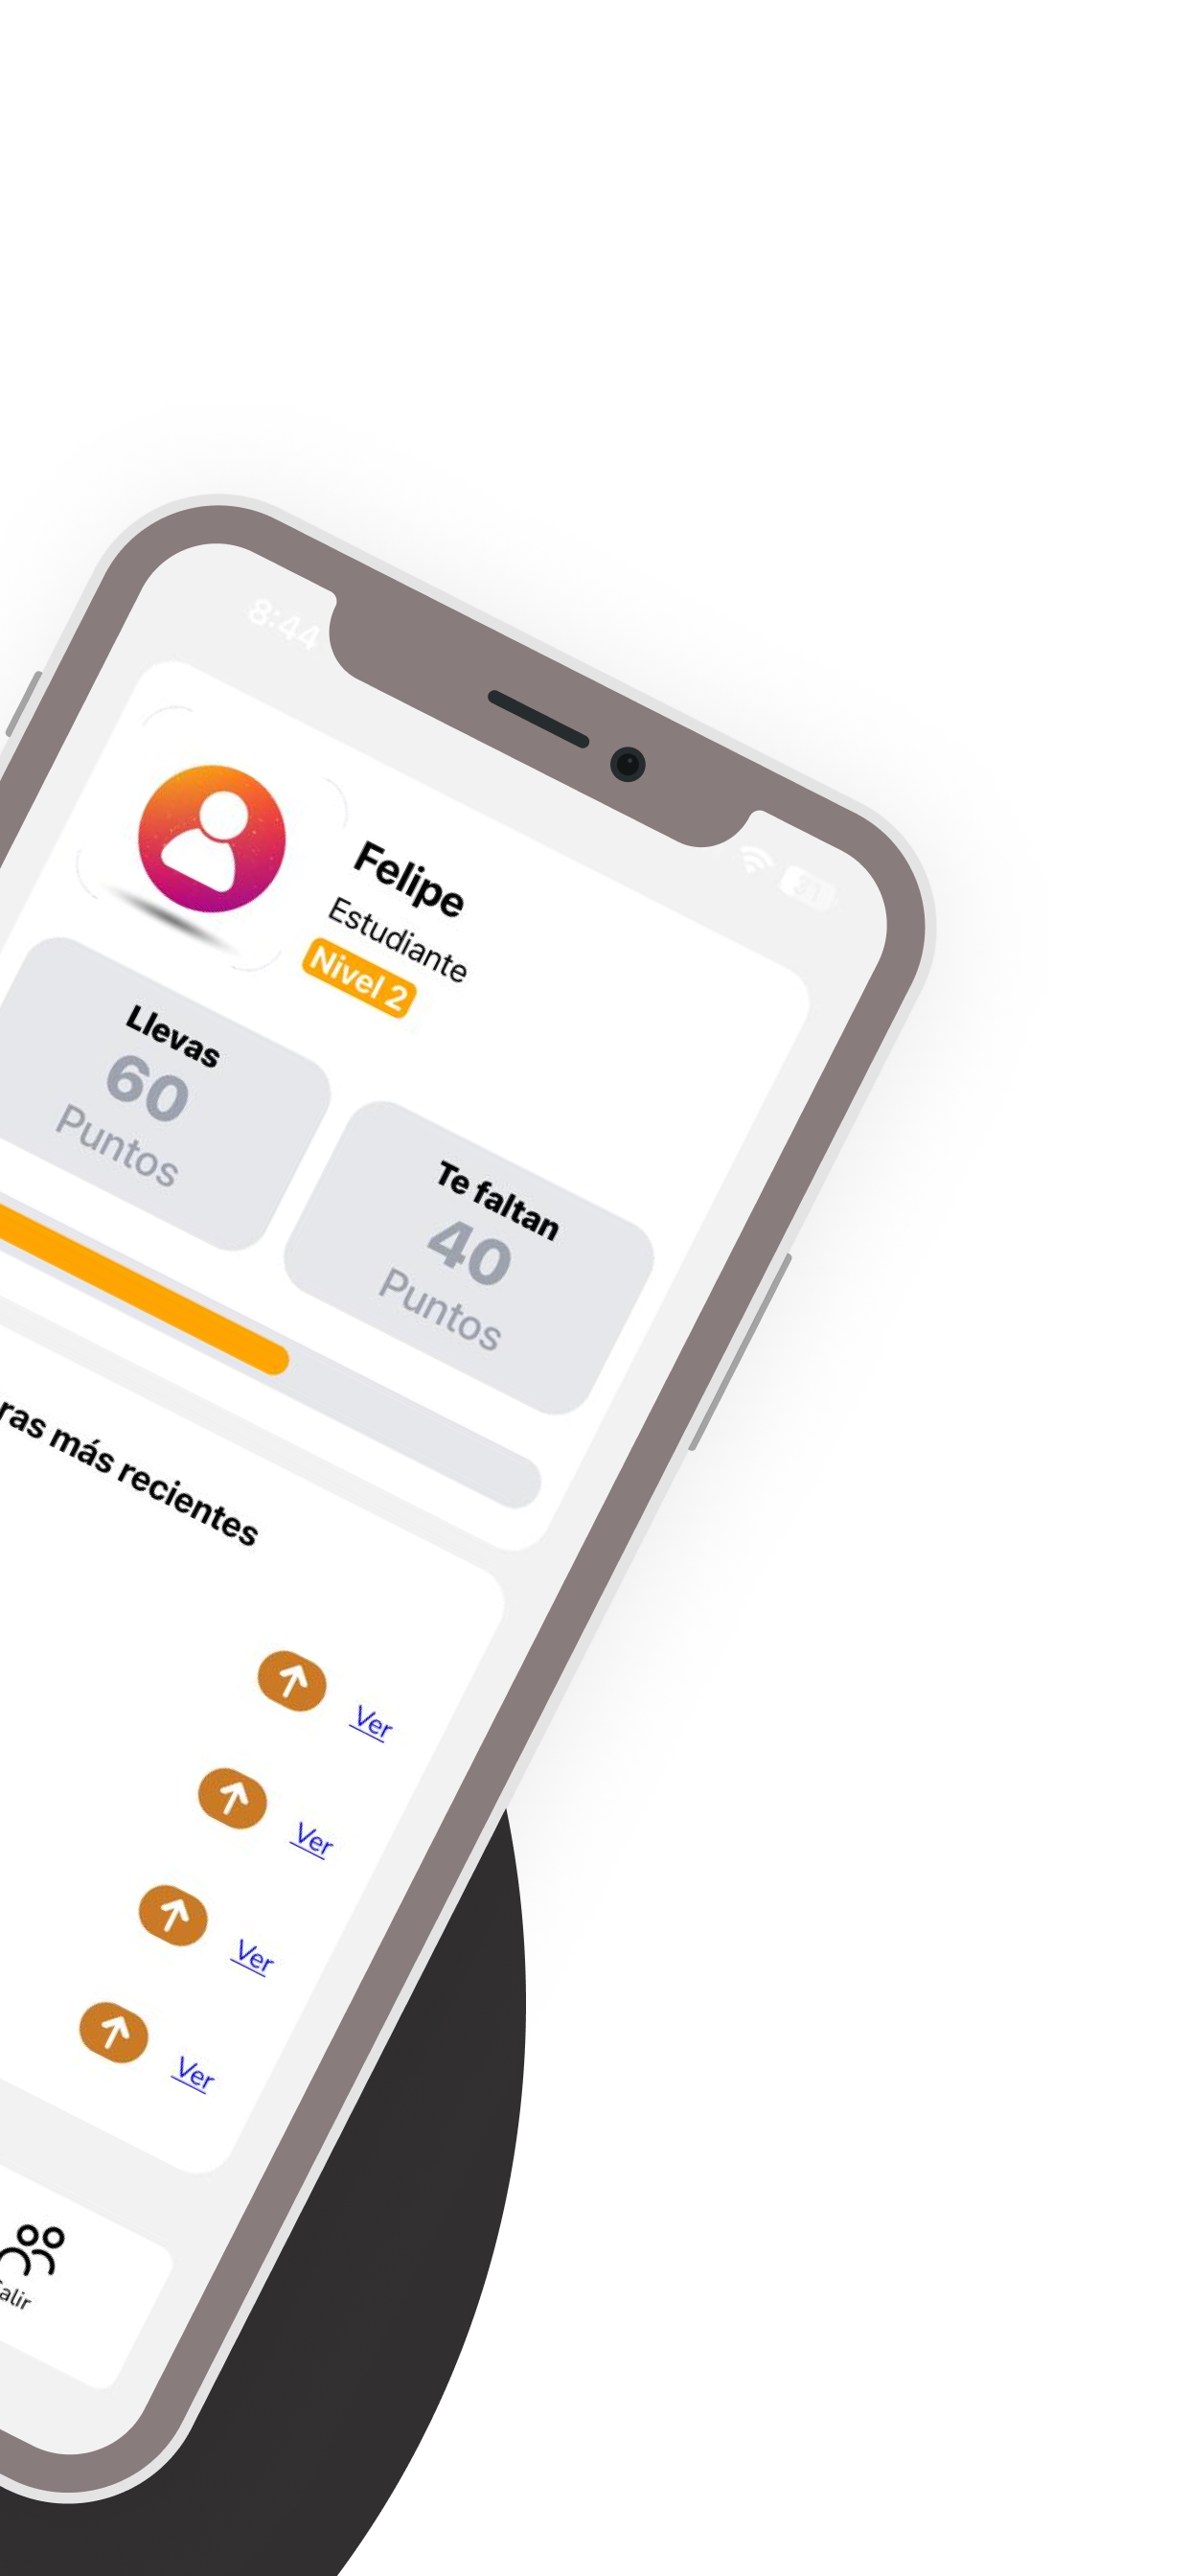 8:44
31
Felipe
Estudiante
Nivel 2
Llevas
60
Puntos
Te faltan
40
Puntos
ras más recientes
Ver
Ver
Ver
Ver
alir